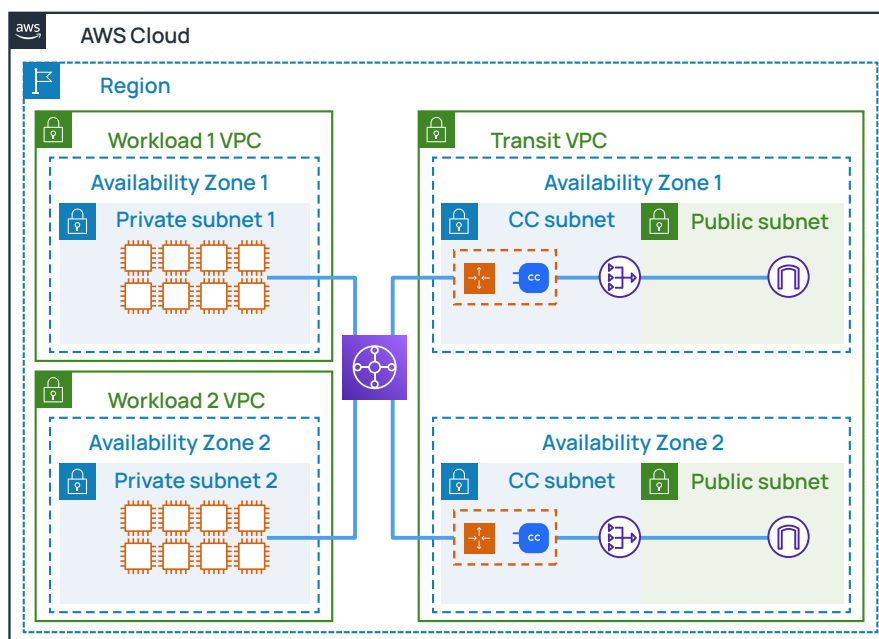 aws
AWS Cloud
Region
Workload 1 VPC
Availability Zone 1
Private subnet 1
Workload 2 VPC
Availability Zone 2
Private subnet 2
Transit VPC
Availability Zone 1
CC subnet
Public subnet
CC
Availability Zone 2
CC subnet
Public subnet
CC